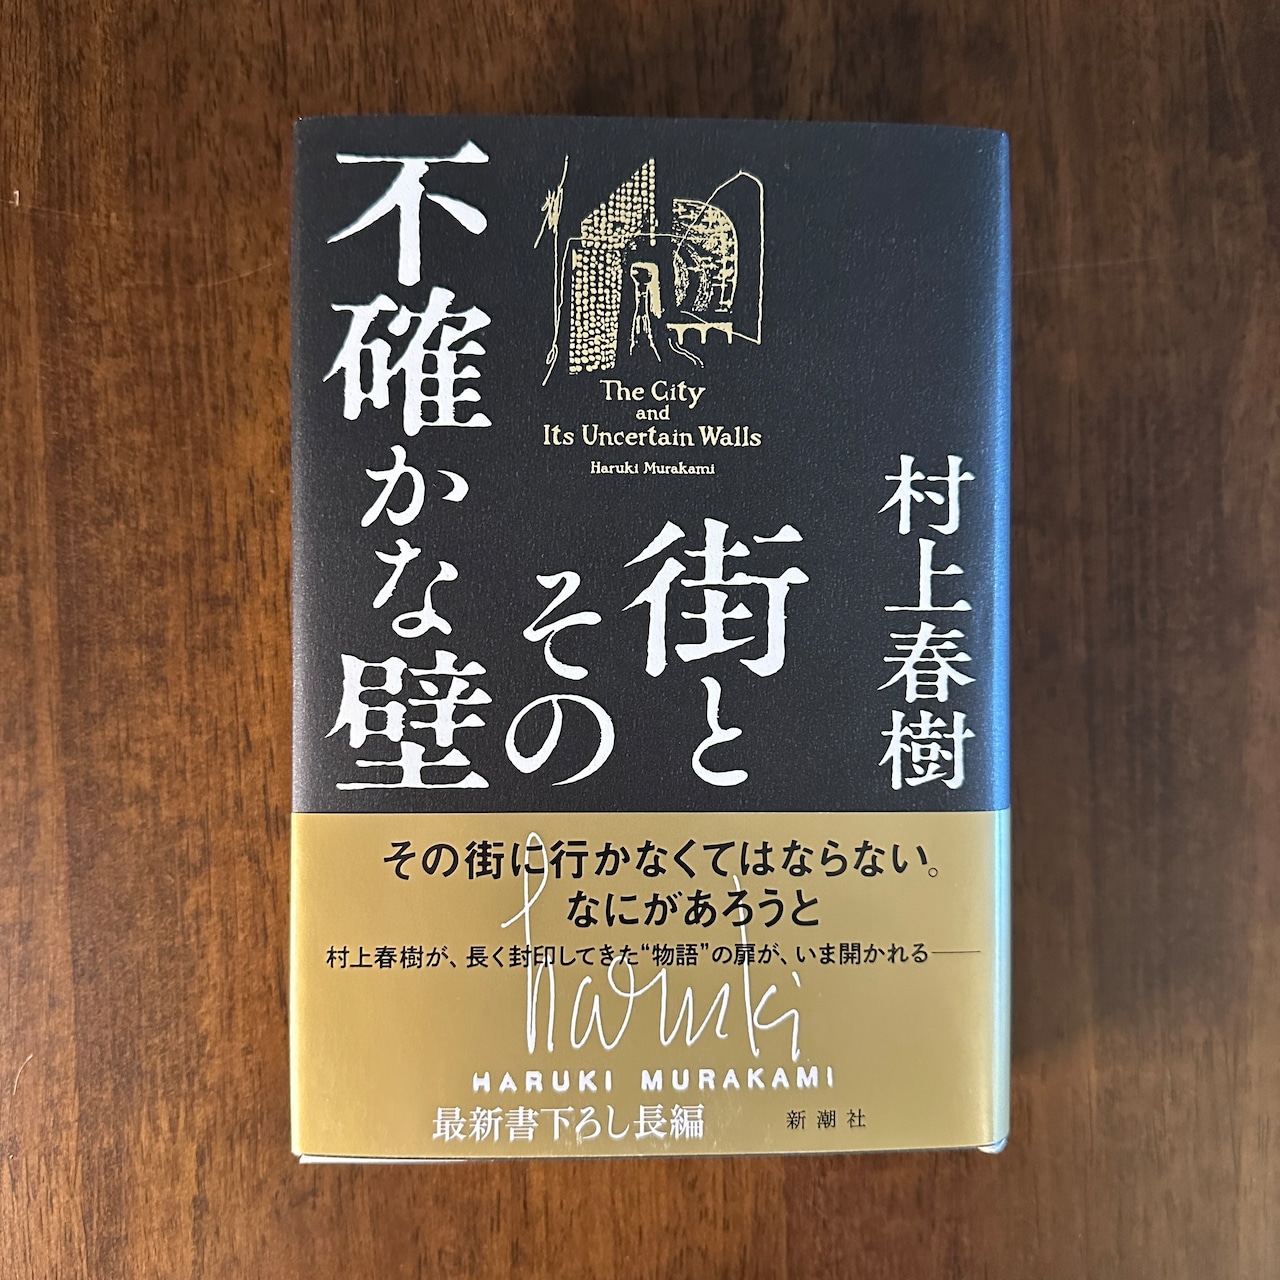 村上春樹
街と
その
不確かな壁
The City
and
Its Uncertain Walls
Haruki Murakami
その街に行かなくてはならない。
なにがあろうと
村上春樹が、長く封印してきた“物語”の扉が、いま開かれる――
haruki
HARUKI MURAKAMI
最新書下ろし長編
新潮社